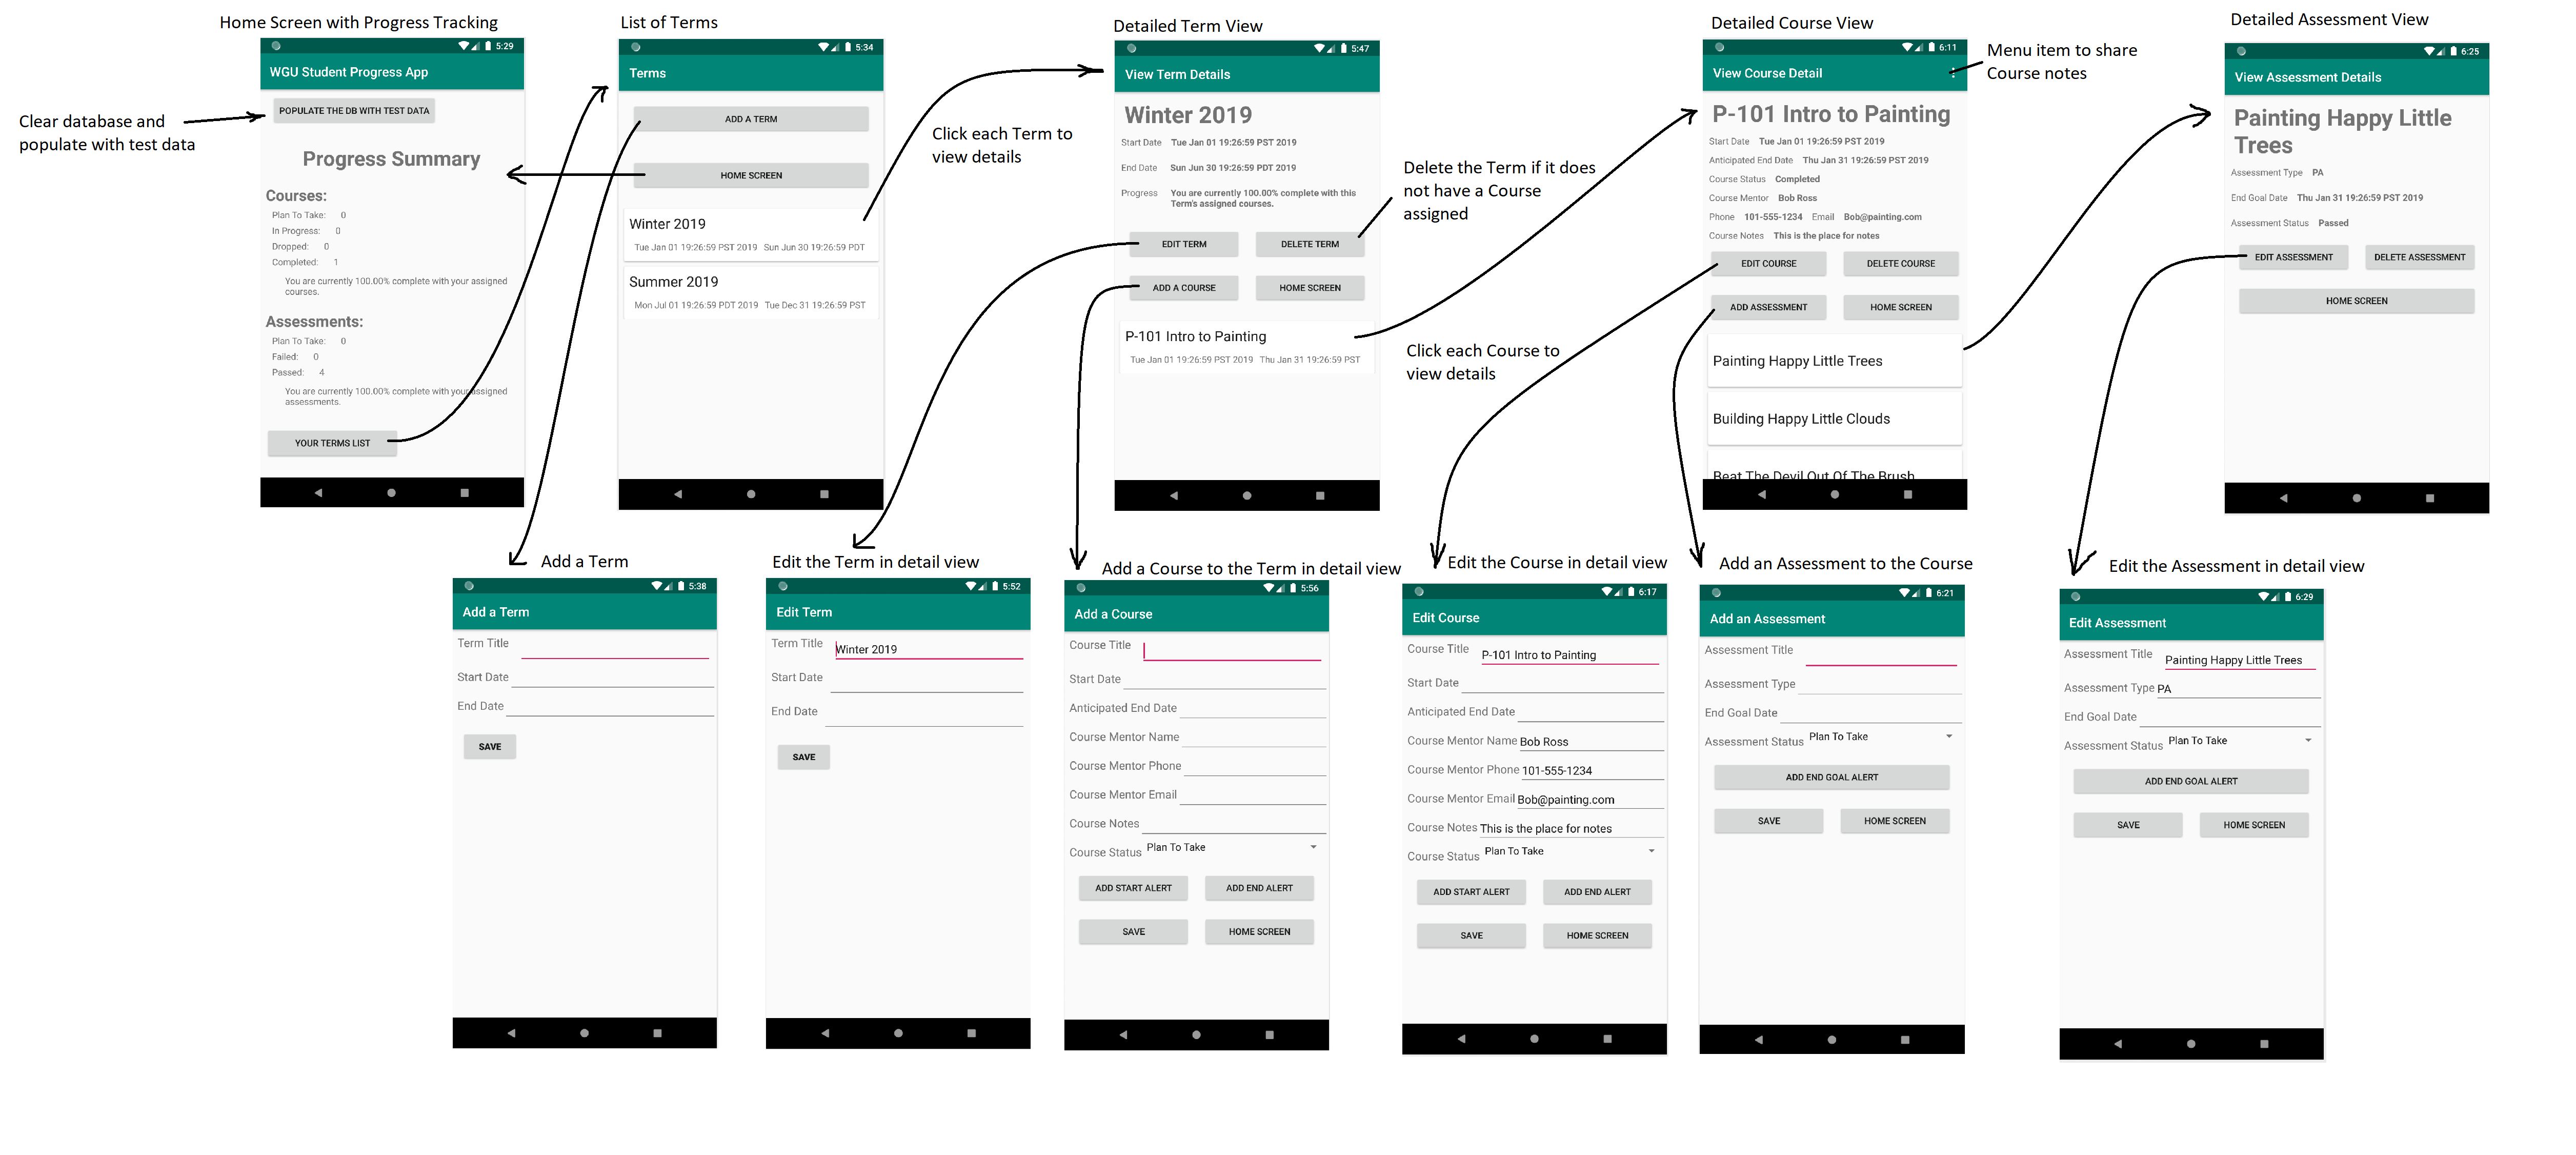 Home Screen with Progress Tracking
5:29
WGU Student Progress App
Clear database and
populate with test data
POPULATE THE DB WITH TEST DATA
Progress Summary
Courses:
Plan To Take: 0
In Progress: 0
Dropped: 0
Completed: 1
You are currently 100.00% complete with your assigned
courses.
Assessments:
Plan To Take: 0
Failed: 0
Passed: 4
You are currently 100.00% complete with your assigned
assessments.
YOUR TERMS LIST
List of Terms
5:34
Terms
ADD A TERM
HOME SCREEN
Winter 2019
Tue Jan 01 19:26:59 PST 2019 Sun Jun 30 19:26:59 PDT
Summer 2019
Mon Jul 01 19:26:59 PDT 2019 Tue Dec 31 19:26:59 PST
Click each Term to
view details
Detailed Term View
5:47
View Term Details
Winter 2019
Start Date Tue Jan 01 19:26:59 PST 2019
End Date Sun Jun 30 19:26:59 PDT 2019
Progress You are currently 100.00% complete with this
Term's assigned courses.
EDIT TERM DELETE TERM
ADD A COURSE HOME SCREEN
P-101 Intro to Painting
Tue Jan 01 19:26:59 PST 2019 Thu Jan 31 19:26:59 PST
Delete the Term if it does
not have a Course
assigned
Click each Course to
view details
Detailed Course View
6:11
View Course Detail
Menu item to share
Course notes
P-101 Intro to Painting
Start Date Tue Jan 01 19:26:59 PST 2019
Anticipated End Date Thu Jan 31 19:26:59 PST 2019
Course Status Completed
Course Mentor Bob Ross
Phone 101-555-1234 Email Bob@painting.com
Course Notes This is the place for notes
EDIT COURSE DELETE COURSE
ADD ASSESSMENT HOME SCREEN
Painting Happy Little Trees
Building Happy Little Clouds
Beat The Devil Out Of The Brush
Detailed Assessment View
6:25
View Assessment Details
Painting Happy Little
Trees
Assessment Type PA
End Goal Date Thu Jan 31 19:26:59 PST 2019
Assessment Status Passed
EDIT ASSESSMENT DELETE ASSESSMENT
HOME SCREEN
Add a Term
5:38
Add a Term
Term Title
Start Date
End Date
SAVE
Edit the Term in detail view
5:52
Edit Term
Term Title Winter 2019
Start Date
End Date
SAVE
Add a Course to the Term in detail view
5:56
Add a Course
Course Title
Start Date
Anticipated End Date
Course Mentor Name
Course Mentor Phone
Course Mentor Email
Course Notes
Course Status Plan To Take
ADD START ALERT ADD END ALERT
SAVE HOME SCREEN
Edit the Course in detail view
6:17
Edit Course
Course Title P-101 Intro to Painting
Start Date
Anticipated End Date
Course Mentor Name Bob Ross
Course Mentor Phone 101-555-1234
Course Mentor Email Bob@painting.com
Course Notes This is the place for notes
Course Status Plan To Take
ADD START ALERT ADD END ALERT
SAVE HOME SCREEN
Add an Assessment to the Course
6:21
Add an Assessment
Assessment Title
Assessment Type
End Goal Date
Assessment Status Plan To Take
ADD END GOAL ALERT
SAVE HOME SCREEN
Edit the Assessment in detail view
6:29
Edit Assessment
Assessment Title Painting Happy Little Trees
Assessment Type PA
End Goal Date
Assessment Status Plan To Take
ADD END GOAL ALERT
SAVE HOME SCREEN